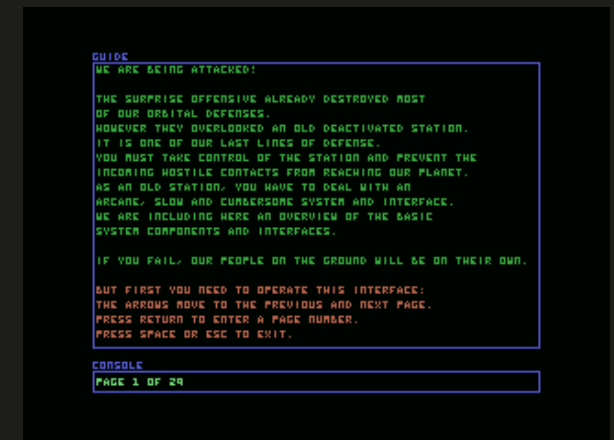 GUIDE
WE ARE BEING ATTACKED!
THE SURPRISE OFFENSIVE ALREADY DESTROYED MOST
OF OUR ORBITAL DEFENSES.
HOWEVER THEY OVERLOOKED AN OLD DEACTIVATED STATION.
IT IS ONE OF OUR LAST LINES OF DEFENSE.
YOU MUST TAKE CONTROL OF THE STATION AND PREVENT THE
INCOMING HOSTILE CONTACTS FROM REACHING OUR PLANET.
AS AN OLD STATION, YOU HAVE TO DEAL WITH AN
ARCANE, SLOW AND CUMBERSOME SYSTEM AND INTERFACE.
WE ARE INCLUDING HERE AN OVERVIEW OF THE BASIC
SYSTEM COMPONENTS AND INTERFACES.
IF YOU FAIL, OUR PEOPLE ON THE GROUND WILL BE ON THEIR OWN.
BUT FIRST YOU NEED TO OPERATE THIS INTERFACE:
THE ARROWS MOVE TO THE PREVIOUS AND NEXT PAGE.
PRESS RETURN TO ENTER A PAGE NUMBER.
PRESS SPACE OR ESC TO EXIT.
CONSOLE
PAGE 1 OF 29